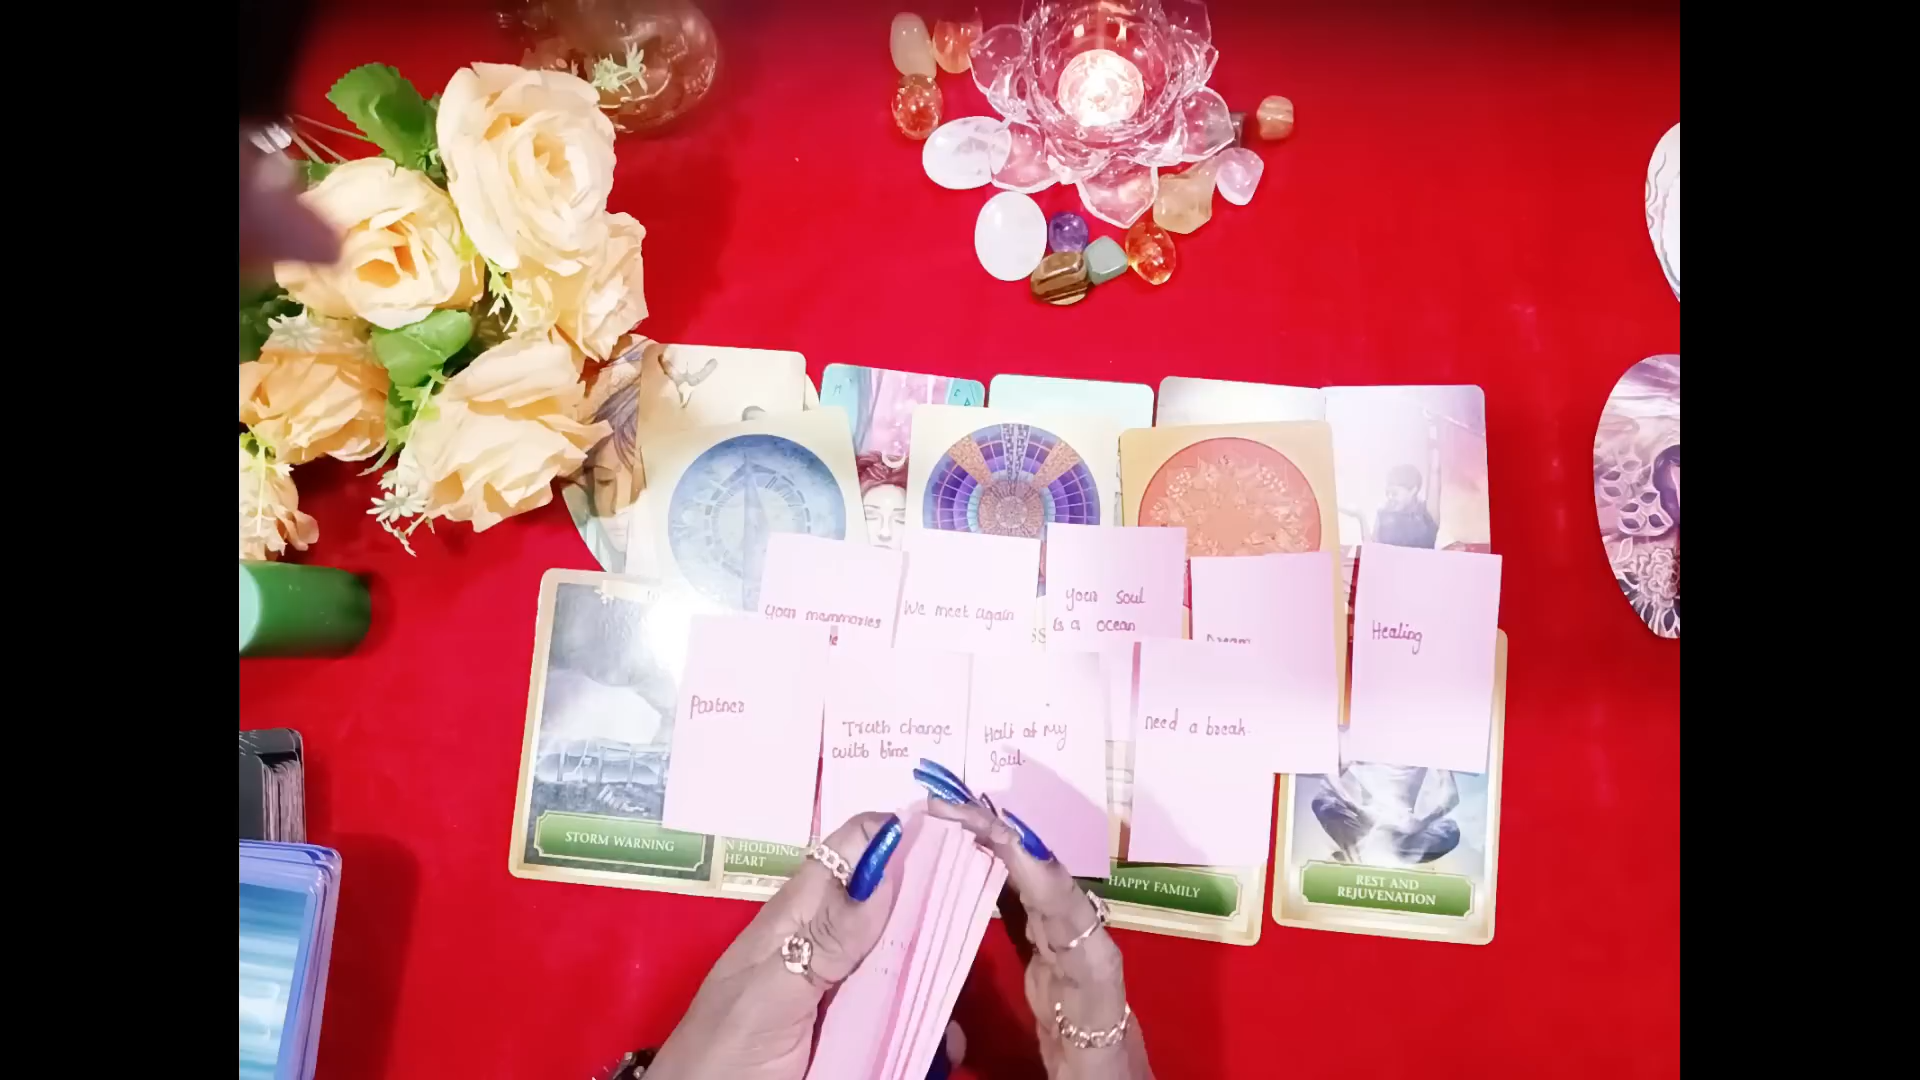 your mammories
We meet again
your soul
is a ocean
Dream
Healing
Partner
Truth change
with time
Half of My
Soul.
need a break.
STORM WARNING
N HOLDING
HEART
HAPPY FAMILY
REST AND
REJUVENATION